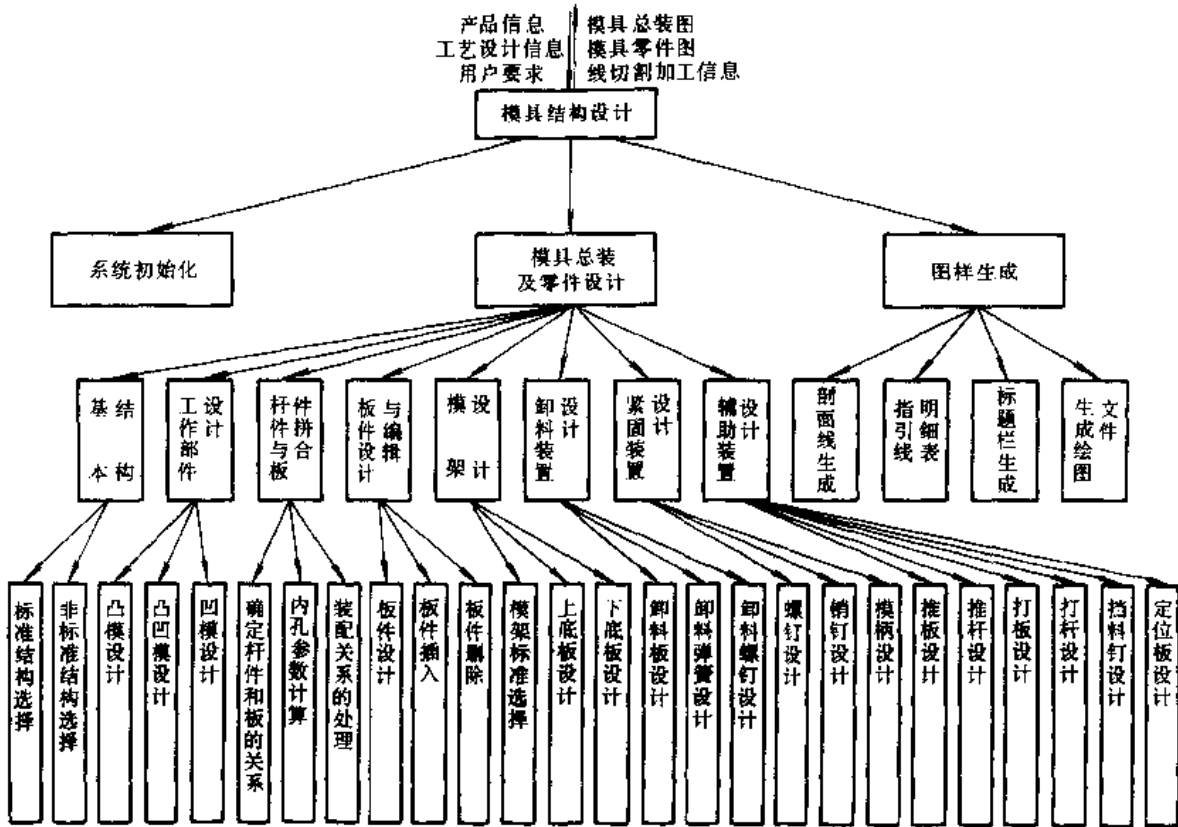 产品信息
工艺设计信息
用户要求
模具总装图
模具零件图
线切割加工信息
模具结构设计
系统初始化
模具总装
及零件设计
图样生成
基本
结构
工作部件
设计
杆件与板
件拼合
板件设计
与编辑
模架
设计
卸料装置
设计
紧固装置
设计
辅助装置
设计
剖面线生成
指引线
明细表
标题栏生成
生成绘图
文件
标准结构选择
非标准结构选择
凸模设计
凸凹模设计
凹模设计
确定杆件和板的关系
内孔参数计算
装配关系的处理
板件设计
板件插入
板件删除
模架标准选择
上底板设计
下底板设计
卸料板设计
卸料弹簧设计
卸料螺钉设计
螺钉设计
销钉设计
模柄设计
推板设计
推杆设计
打板设计
打杆设计
挡料钉设计
定位板设计